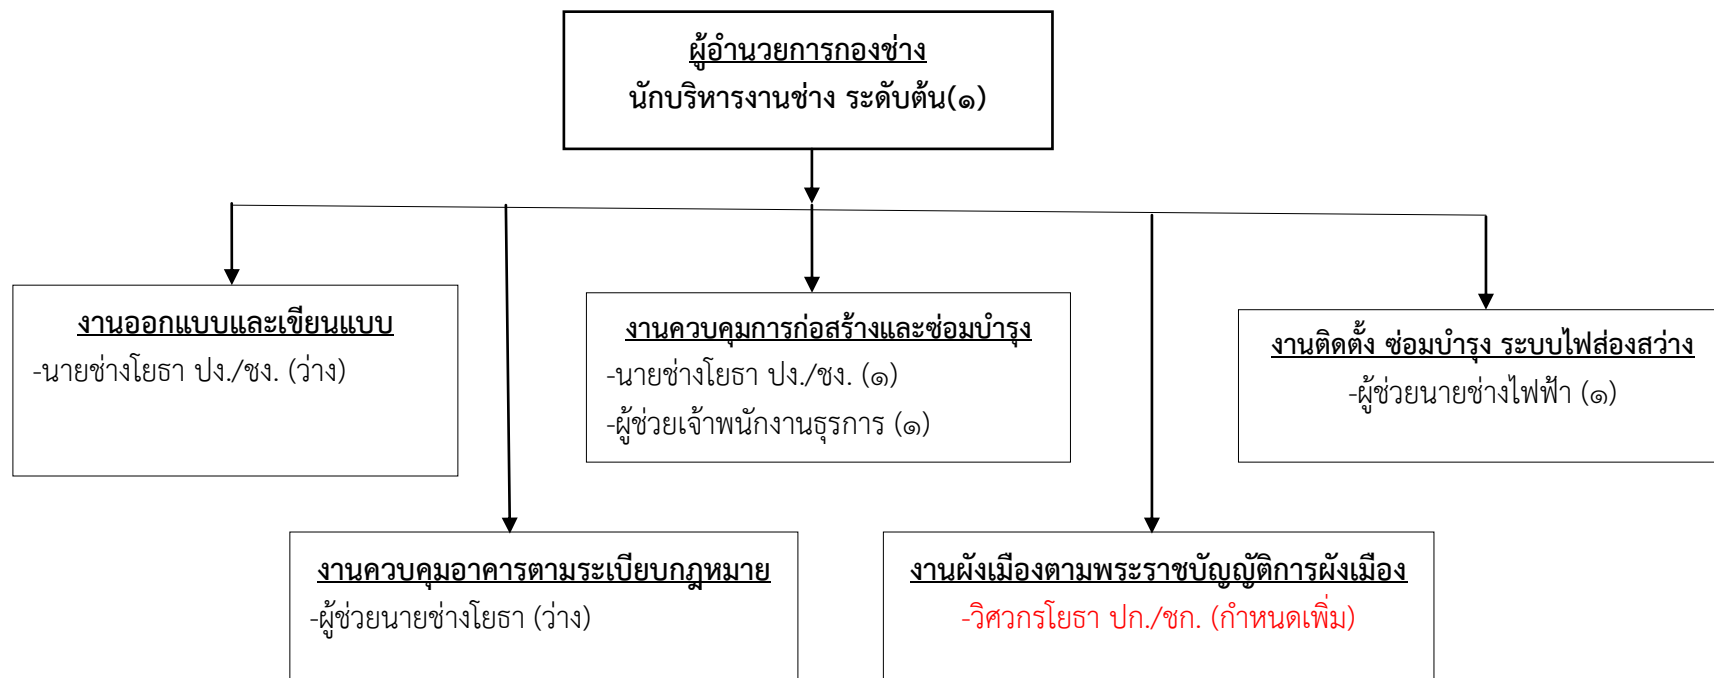 ผู้อำนวยการกองช่าง
นักบริหารงานช่าง ระดับต้น(๑)
งานออกแบบและเขียนแบบ
-นายช่างโยธา ปง./ชง. (ว่าง)
งานควบคุมการก่อสร้างและซ่อมบำรุง
-นายช่างโยธา ปง./ชง. (๑)
-ผู้ช่วยเจ้าพนักงานธุรการ (๑)
งานติดตั้ง ซ่อมบำรุง ระบบไฟส่องสว่าง
-ผู้ช่วยนายช่างไฟฟ้า (๑)
งานควบคุมอาคารตามระเบียบกฎหมาย
-ผู้ช่วยนายช่างโยธา (ว่าง)
งานผังเมืองตามพระราชบัญญัติการผังเมือง
-วิศวกรโยธา ปก./ชก. (กำหนดเพิ่ม)